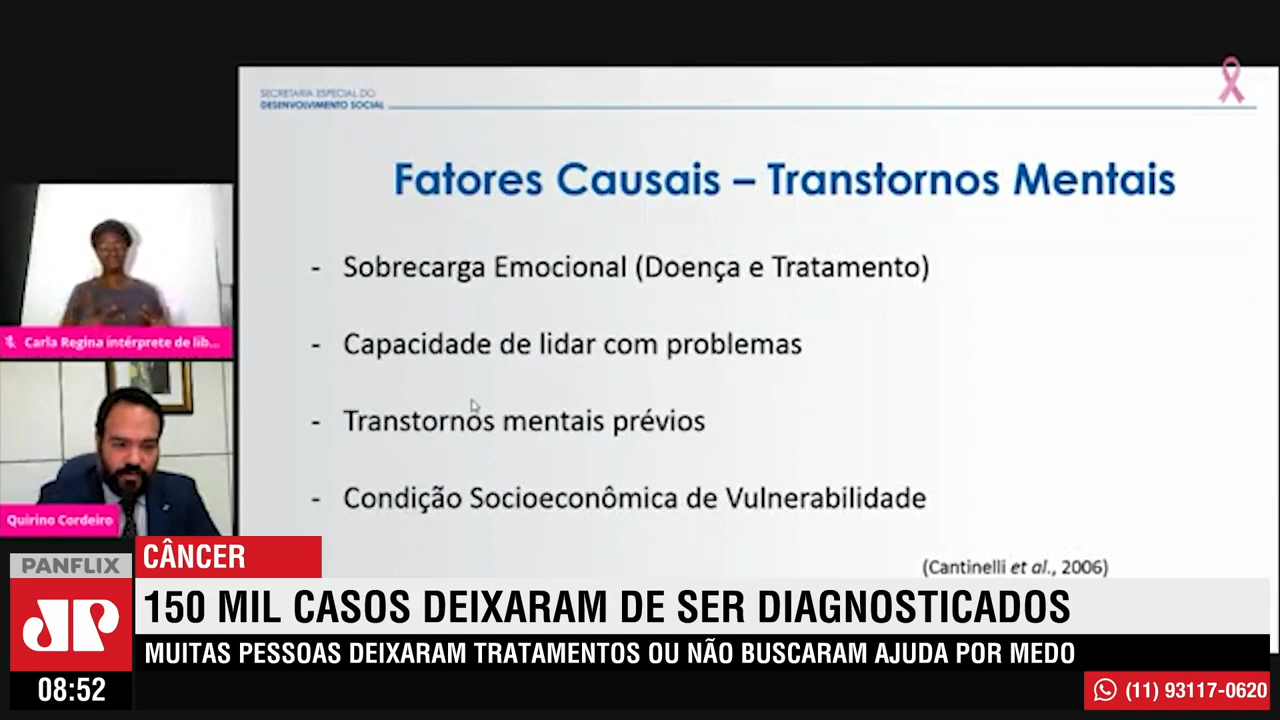 SECRETARIA ESPECIAL DO
DESENVOLVIMENTO SOCIAL
Fatores Causais – Transtornos Mentais
- Sobrecarga Emocional (Doença e Tratamento)
- Capacidade de lidar com problemas
- Transtornos mentais prévios
- Condição Socioeconômica de Vulnerabilidade
(Cantinelli et al., 2006)
Carla Regina intérprete de lib...
Quirino Cordeiro
PANFLIX
JP
08:52
CÂNCER
150 MIL CASOS DEIXARAM DE SER DIAGNOSTICADOS
MUITAS PESSOAS DEIXARAM TRATAMENTOS OU NÃO BUSCARAM AJUDA POR MEDO
(11) 93117-0620